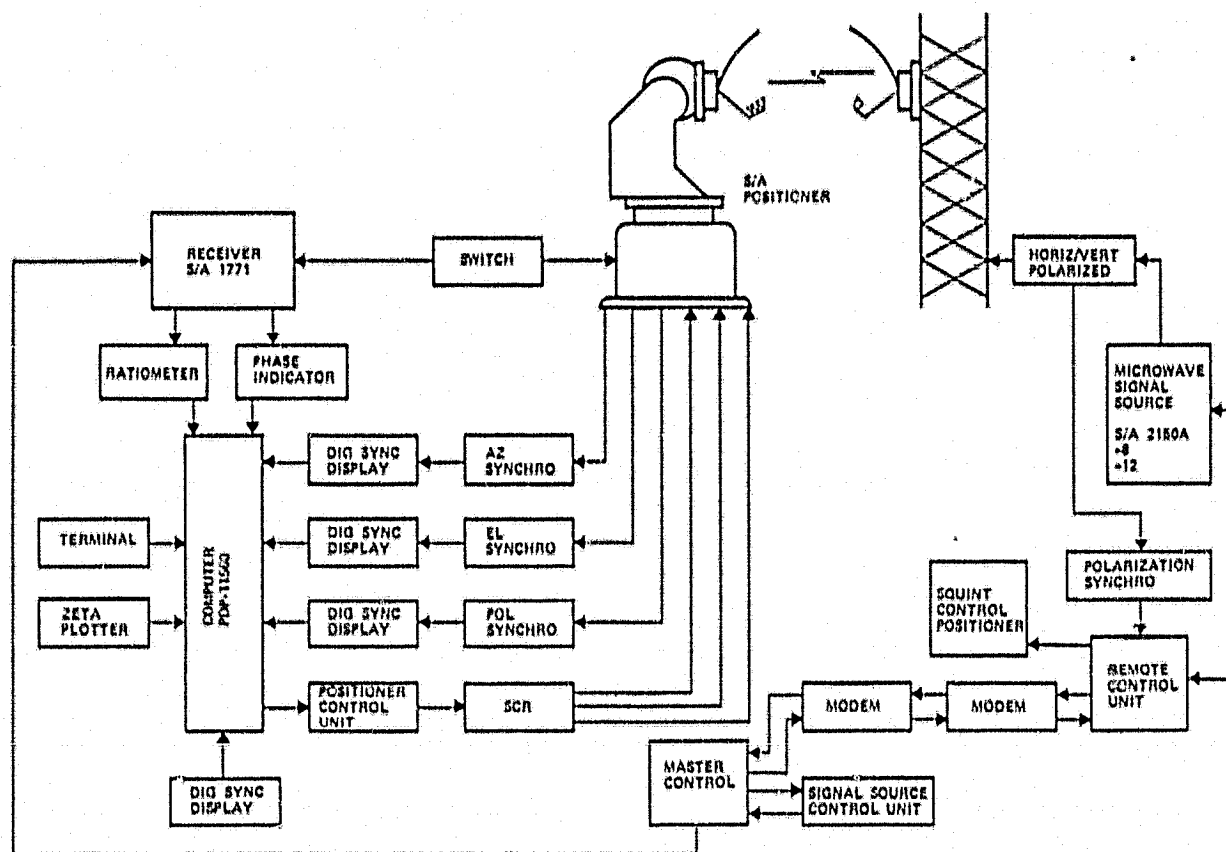 S/A
POSITIONER
RECEIVER
S/A 1771
SWITCH
HORIZ/VERT
POLARIZED
RATIOMETER
PHASE
INDICATOR
MICROWAVE
SIGNAL
SOURCE
S/A 2150A
DIG SYNC
DISPLAY
AZ
SYNCHRO
TERMINAL
COMPUTER
DIG SYNC
DISPLAY
EL
SYNCHRO
POLARIZATION
SYNCHRO
ZETA
PLOTTER
DIG SYNC
DISPLAY
POL
SYNCHRO
SQUINT
CONTROL
POSITIONER
POSITIONER
CONTROL
UNIT
SCR
MODEM
MODEM
REMOTE
CONTROL
UNIT
DIG SYNC
DISPLAY
MASTER
CONTROL
SIGNAL SOURCE
CONTROL UNIT